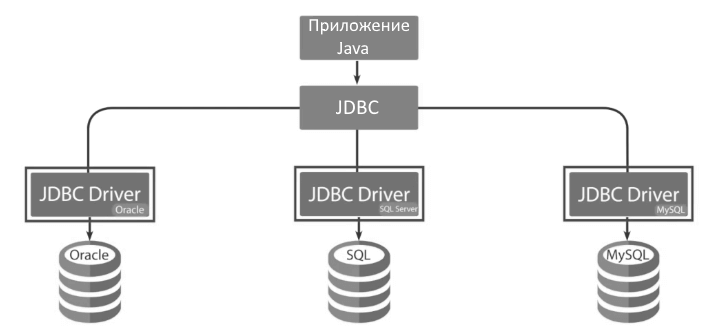 Приложение
Java
JDBC
JDBC Driver
Oracle
JDBC Driver
SQL Server
JDBC Driver
MySQL
Oracle
SQL
MySQL